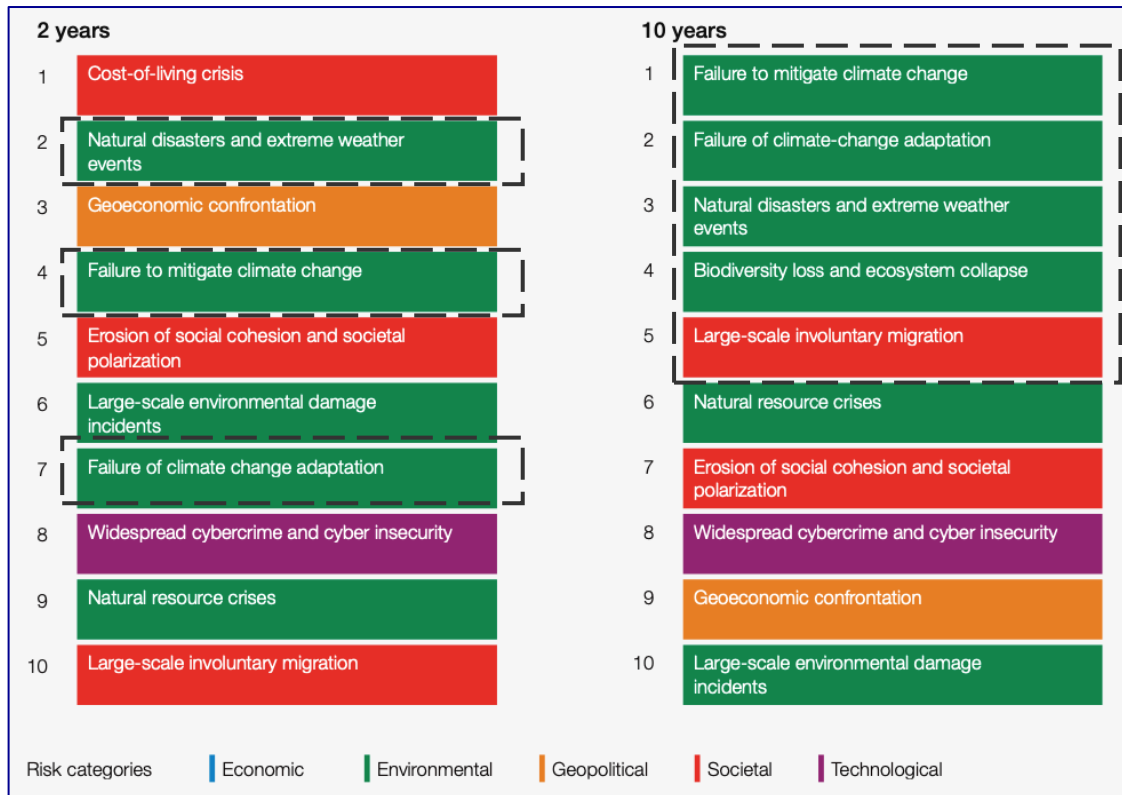 2 years
1
Cost-of-living crisis
2
Natural disasters and extreme weather
events
3
Geoeconomic confrontation
4
Failure to mitigate climate change
5
Erosion of social cohesion and societal
polarization
6
Large-scale environmental damage
incidents
7
Failure of climate change adaptation
8
Widespread cybercrime and cyber insecurity
9
Natural resource crises
10
Large-scale involuntary migration
10 years
1
Failure to mitigate climate change
2
Failure of climate-change adaptation
3
Natural disasters and extreme weather
events
4
Biodiversity loss and ecosystem collapse
5
Large-scale involuntary migration
6
Natural resource crises
7
Erosion of social cohesion and societal
polarization
8
Widespread cybercrime and cyber insecurity
9
Geoeconomic confrontation
10
Large-scale environmental damage
incidents
Risk categories
Economic
Environmental
Geopolitical
Societal
Technological